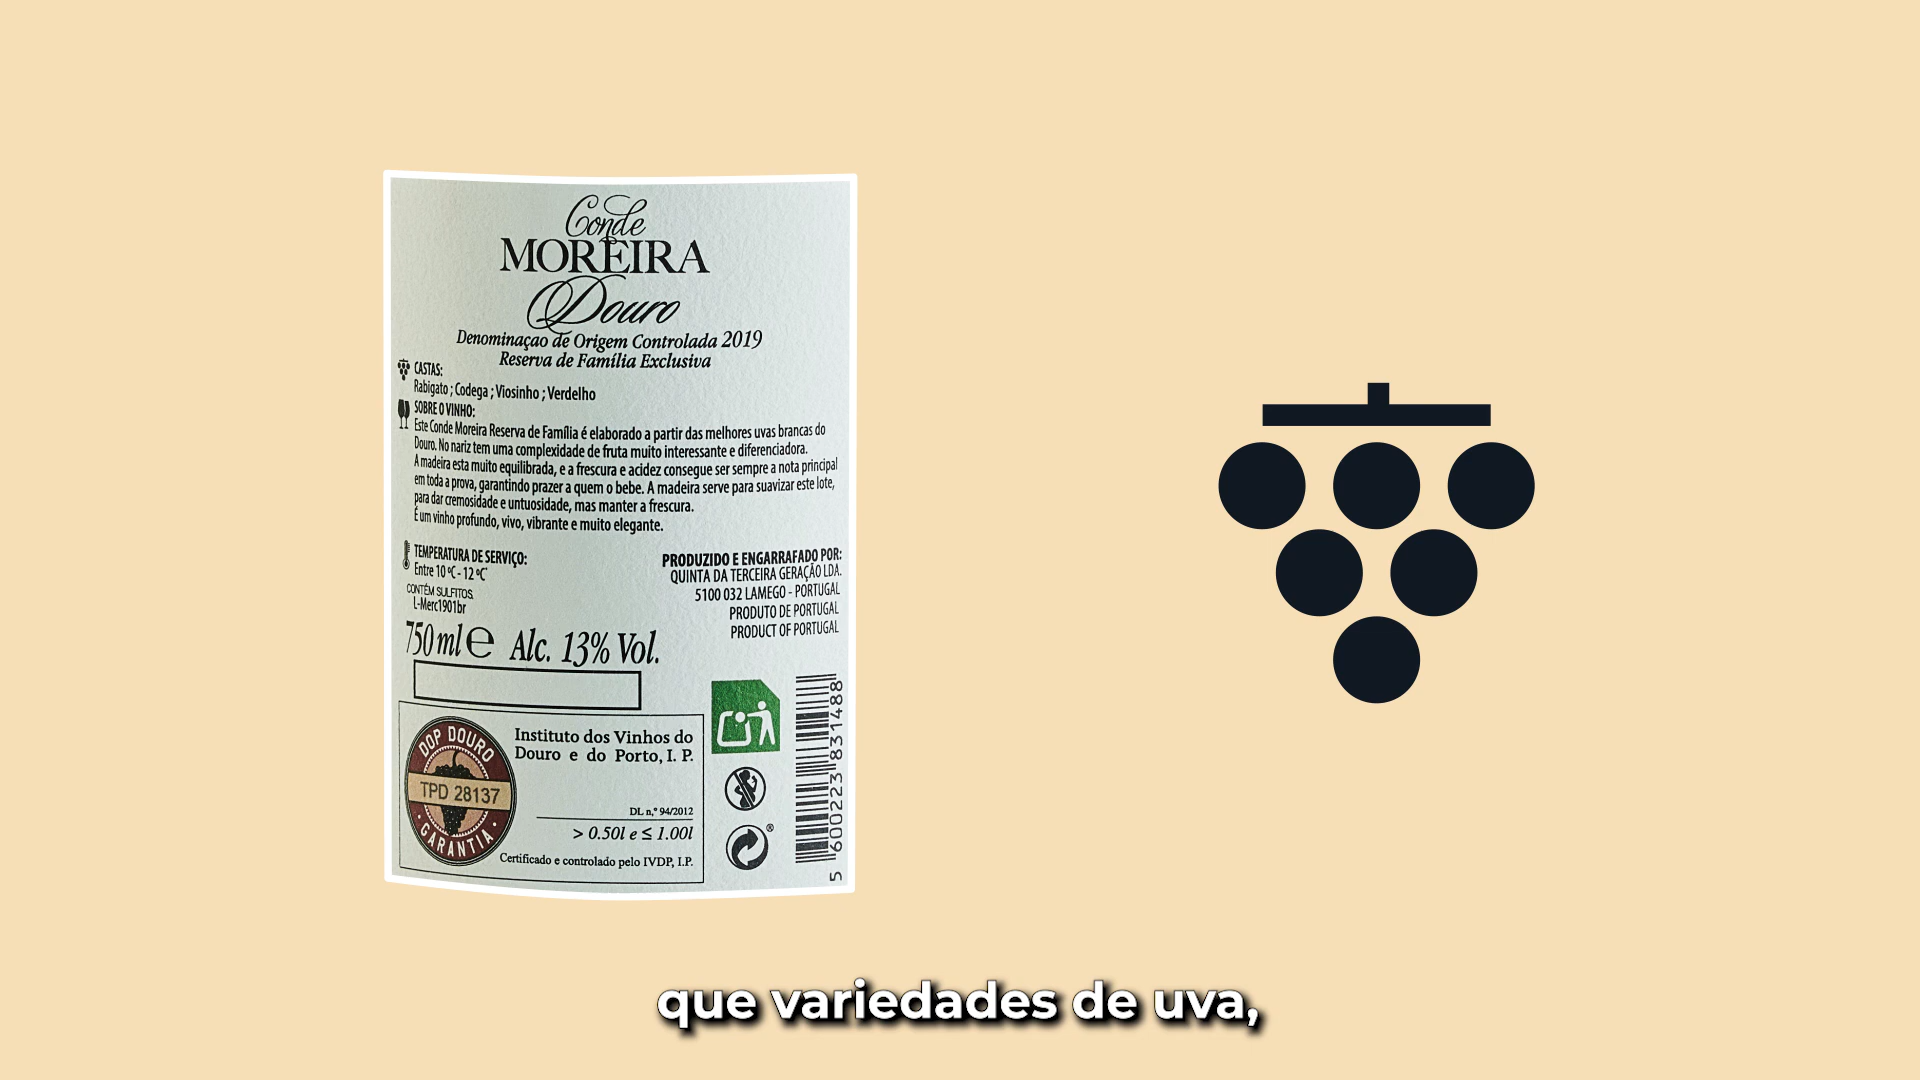 Conde
MOREIRA
Douro
Denominaçao de Origem Controlada 2019
Reserva de Família Exclusiva
CASTAS:
Rabigato ; Codega ; Viosinho ; Verdelho
SOBRE O VINHO:
Este Conde Moreira Reserva de Família é elaborado a partir das melhores uvas brancas do
Douro. No nariz tem uma complexidade de fruta muito interessante e diferenciadora.
A madeira esta muito equilibrada, e a frescura e acidez consegue ser sempre a nota principal
em toda a prova, garantindo prazer a quem o bebe. A madeira serve para suavizar este lote,
para dar cremosidade e untuosidade, mas manter a frescura.
É um vinho profundo, vivo, vibrante e muito elegante.
TEMPERATURA DE SERVIÇO:
Entre 10 ºC - 12 ºC
CONTÉM SULFITOS
L-Merc1901br
PRODUZIDO E ENGARRAFADO POR:
QUINTA DA TERCEIRA GERAÇÃO LDA.
5100 032 LAMEGO - PORTUGAL
PRODUTO DE PORTUGAL
PRODUCT OF PORTUGAL
750 ml e Alc. 13% Vol.
DOP DOURO
TPD 28137
GARANTIA
Instituto dos Vinhos do
Douro e do Porto, I. P.
DL n.º 94/2012
> 0.50l e ≤ 1.00l
Certificado e controlado pelo IVDP, I.P.
5 600223 831488
que variedades de uva,